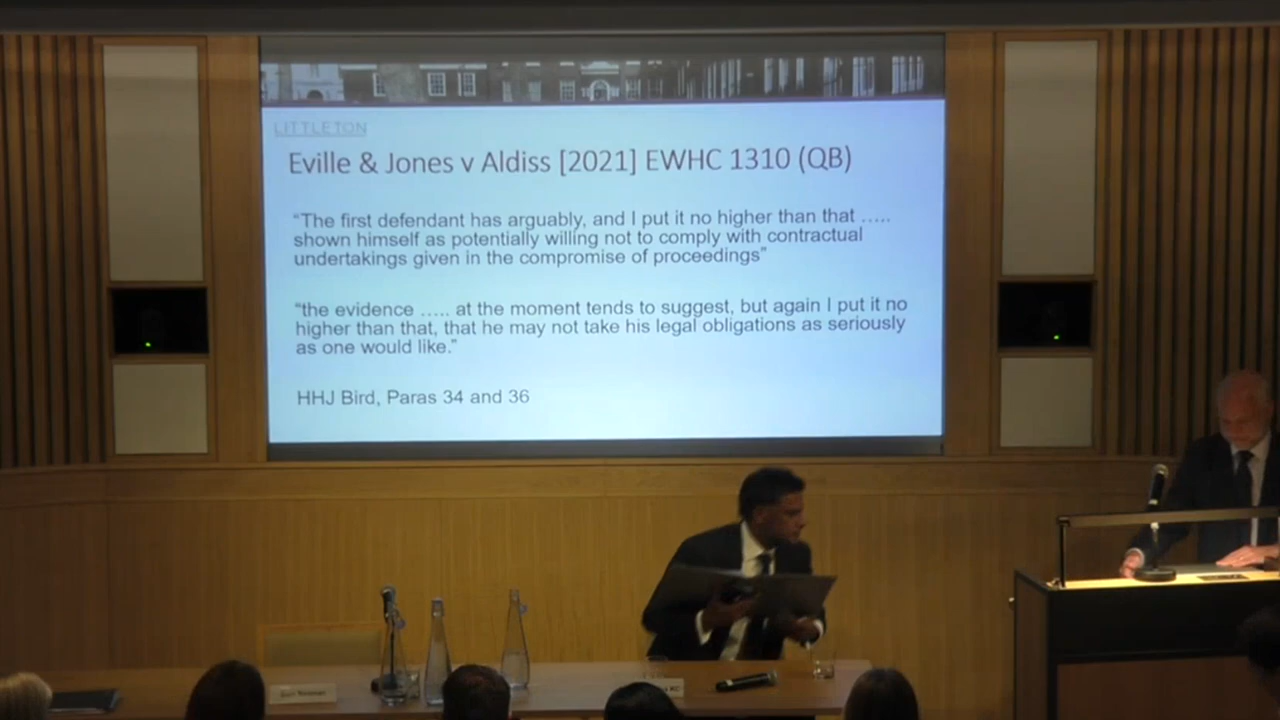 LITTLETON
Eville & Jones v Aldiss [2021] EWHC 1310 (QB)
“The first defendant has arguably, and I put it no higher than that …..
shown himself as potentially willing not to comply with contractual
undertakings given in the compromise of proceedings”
“the evidence ….. at the moment tends to suggest, but again I put it no
higher than that, that he may not take his legal obligations as seriously
as one would like.”
HHJ Bird, Paras 34 and 36
KC